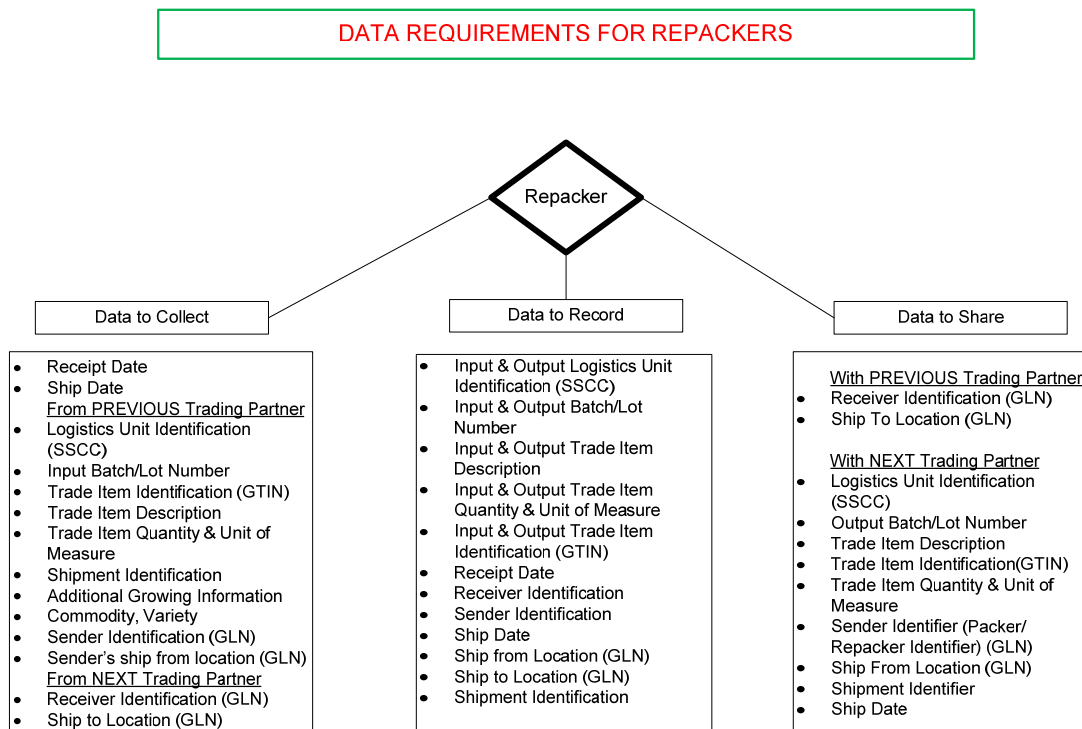 DATA REQUIREMENTS FOR REPACKERS
Repacker
Data to Collect
• Receipt Date
• Ship Date
From PREVIOUS Trading Partner
• Logistics Unit Identification
(SSCC)
• Input Batch/Lot Number
• Trade Item Identification (GTIN)
• Trade Item Description
• Trade Item Quantity & Unit of
Measure
• Shipment Identification
• Additional Growing Information
• Commodity, Variety
• Sender Identification (GLN)
• Sender's ship from location (GLN)
From NEXT Trading Partner
• Receiver Identification (GLN)
• Ship to Location (GLN)
Data to Record
• Input & Output Logistics Unit
Identification (SSCC)
• Input & Output Batch/Lot
Number
• Input & Output Trade Item
Description
• Input & Output Trade Item
Quantity & Unit of Measure
• Input & Output Trade Item
Identification (GTIN)
• Receipt Date
• Receiver Identification
• Sender Identification
• Ship Date
• Ship from Location (GLN)
• Ship to Location (GLN)
• Shipment Identification
Data to Share
With PREVIOUS Trading Partner
• Receiver Identification (GLN)
• Ship To Location (GLN)
With NEXT Trading Partner
• Logistics Unit Identification
(SSCC)
• Output Batch/Lot Number
• Trade Item Description
• Trade Item Identification(GTIN)
• Trade Item Quantity & Unit of
Measure
• Sender Identifier (Packer/
Repacker Identifier) (GLN)
• Ship From Location (GLN)
• Shipment Identifier
• Ship Date